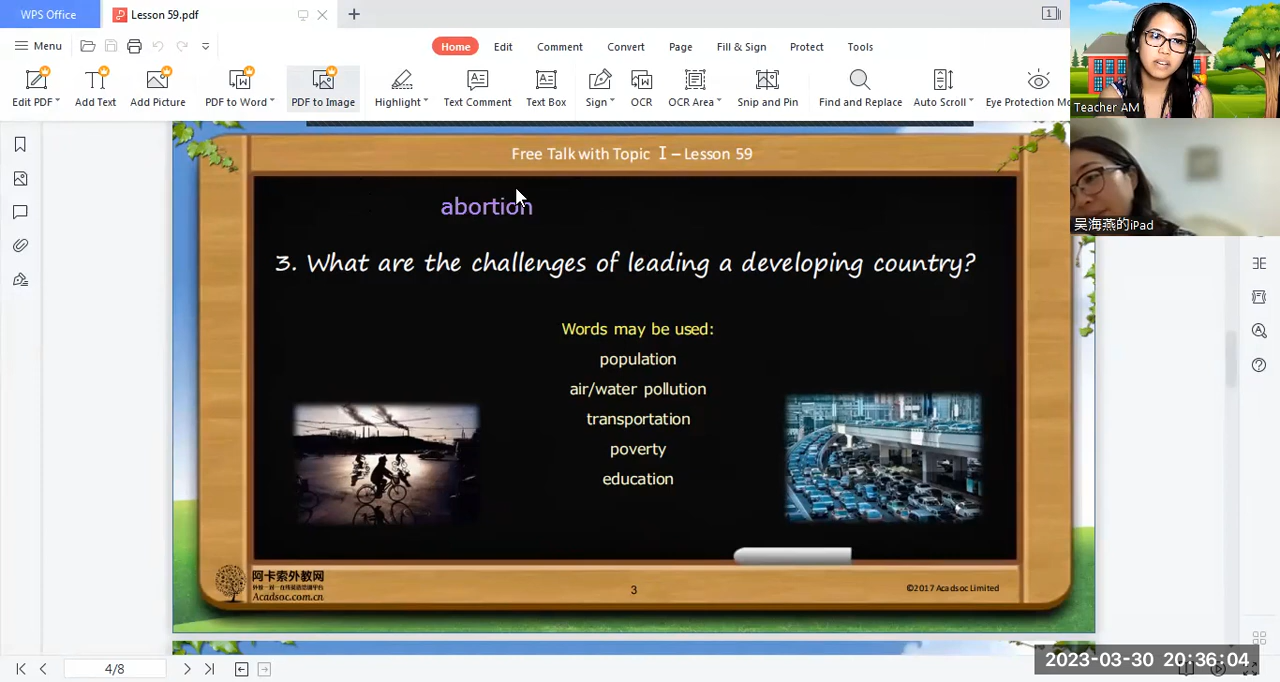 WPS Office
Lesson 59.pdf
1
Menu
Home
Edit
Comment
Convert
Page
Fill & Sign
Protect
Tools
Edit PDF
Add Text
Add Picture
PDF to Word
PDF to Image
Highlight
Text Comment
Text Box
Sign
OCR
OCR Area
Snip and Pin
Find and Replace
Auto Scroll
Eye Protection Mo
Teacher AM
吴海燕的iPad
Free Talk with Topic I – Lesson 59
abortion
3. What are the challenges of leading a developing country?
Words may be used:
population
air/water pollution
transportation
poverty
education
阿卡索外教网
Acadsoc.com.cn
3
©2017 Acadsoc Limited
4/8
2023-03-30 20:36:04